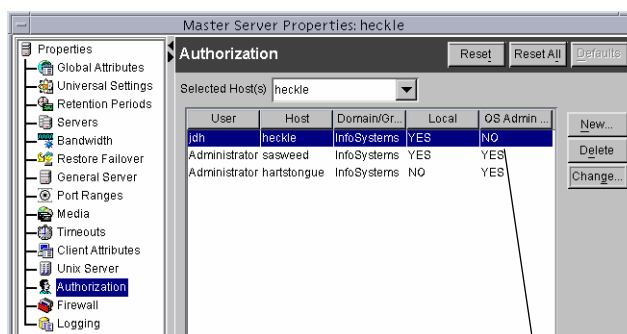 Master Server Properties: heckle
Properties
Global Attributes
Universal Settings
Retention Periods
Servers
Bandwidth
Restore Failover
General Server
Port Ranges
Media
Timeouts
Client Attributes
Unix Server
Authorization
Firewall
Logging
Authorization
Reset
Reset All
Defaults
Selected Host(s) heckle
User Host Domain/Gr... Local OS Admin ...
jdh heckle InfoSystems YES NO
Administrator sasweed InfoSystems YES YES
Administrator hartstongue InfoSystems NO YES
New...
Delete
Change...